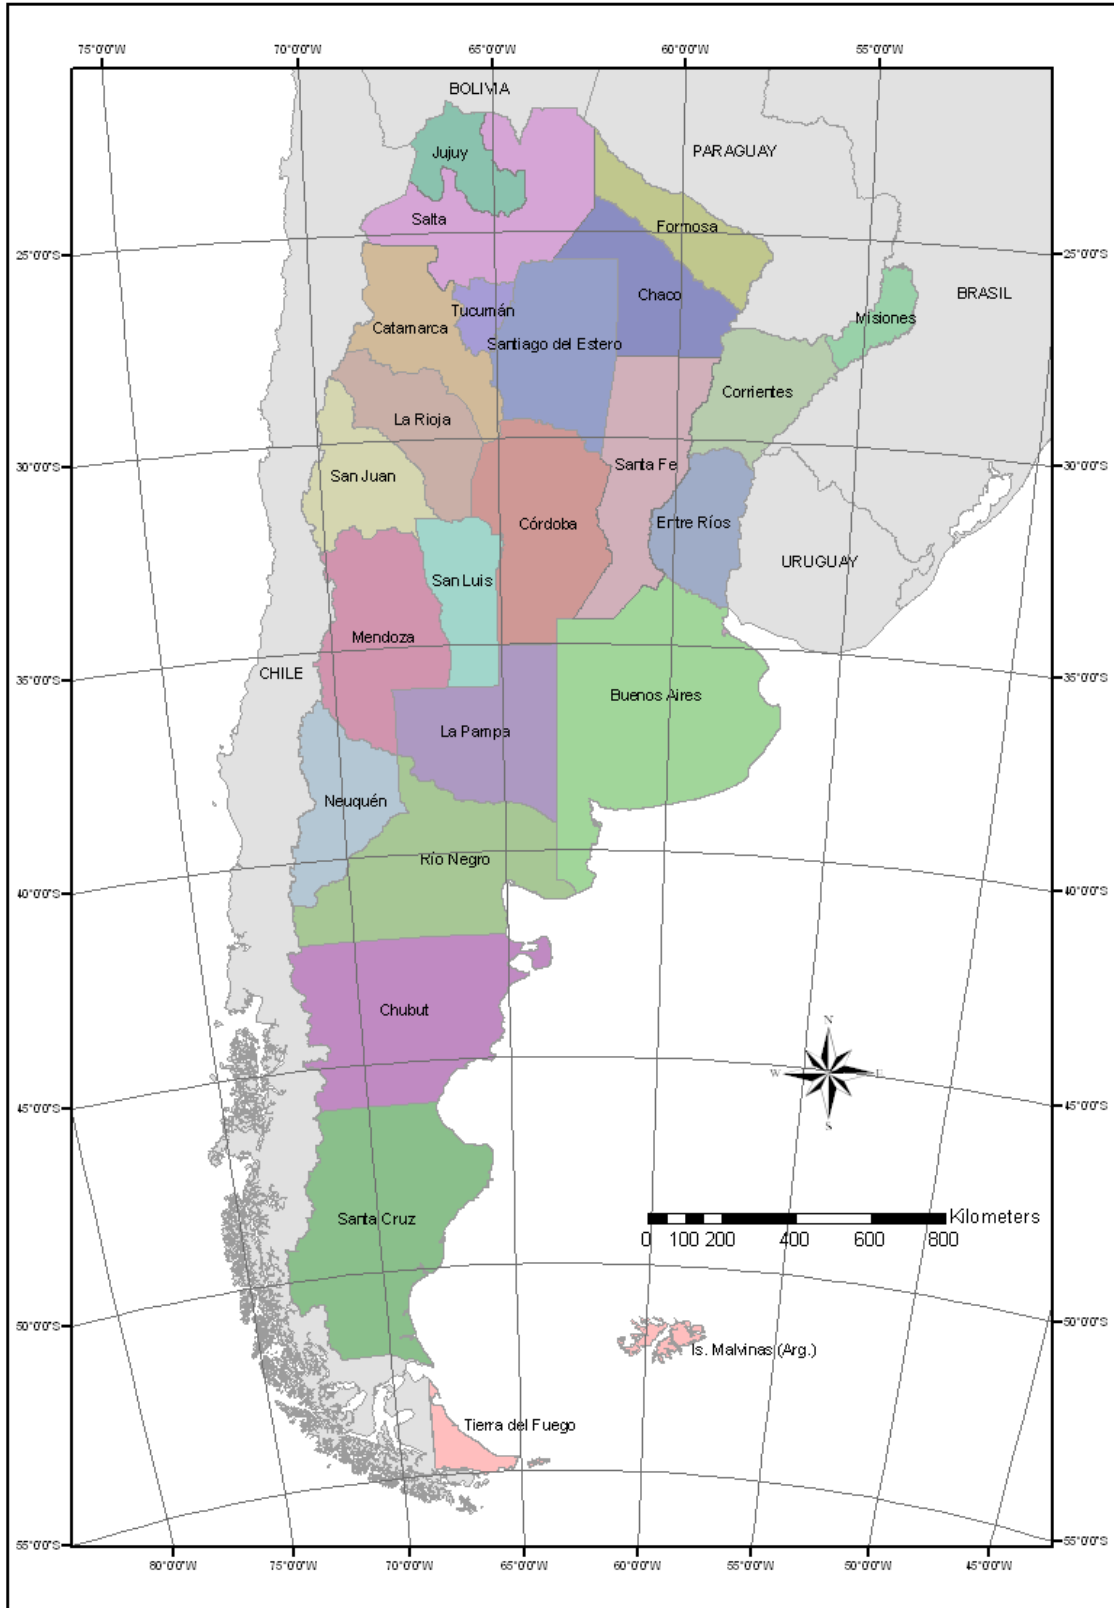 75°0'0"W 70°0'0"W 65°0'0"W 60°0'0"W 55°0'0"W
BOLIVIA
PARAGUAY
Jujuy
Salta
Formosa
25°0'0"S 25°0'0"S
BRASIL
Chaco
Tucumán
Misiones
Catamarca
Santiago del Estero
Corrientes
La Rioja
30°0'0"S 30°0'0"S
Santa Fe
San Juan
Córdoba
Entre Ríos
URUGUAY
San Luis
Mendoza
CHILE
35°0'0"S 35°0'0"S
Buenos Aires
La Pampa
Neuquén
Río Negro
40°0'0"S 40°0'0"S
Chubut
N
W E
S
45°0'0"S 45°0'0"S
Santa Cruz
Kilometers
0 100 200 400 600 800
50°0'0"S 50°0'0"S
Is. Malvinas (Arg.)
Tierra del Fuego
55°0'0"S 55°0'0"S
80°0'0"W 75°0'0"W 70°0'0"W 65°0'0"W 60°0'0"W 55°0'0"W 50°0'0"W 45°0'0"W